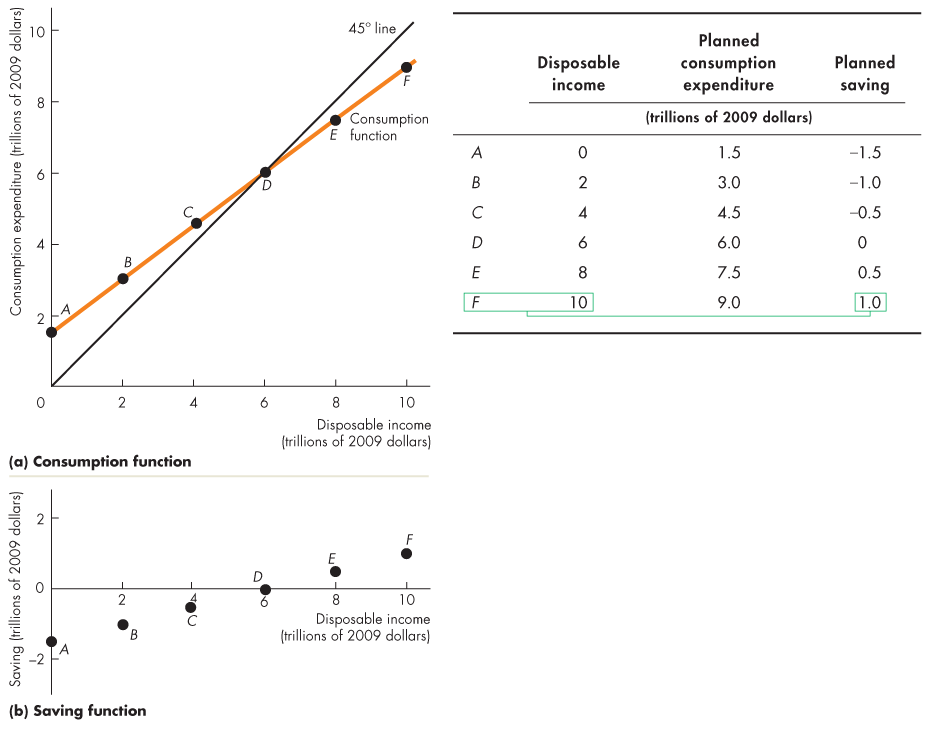 Consumption expenditure (trillions of 2009 dollars)
10
8
6
4
2
0
2
4
6
8
10
45° line
A
B
C
D
E
F
Consumption
function
Disposable income
(trillions of 2009 dollars)
(a) Consumption function
Saving (trillions of 2009 dollars)
2
0
–2
2
4
6
8
10
A
B
C
D
E
F
Disposable income
(trillions of 2009 dollars)
(b) Saving function
Planned
Disposable consumption Planned
income expenditure saving
(trillions of 2009 dollars)
A 0 1.5 –1.5
B 2 3.0 –1.0
C 4 4.5 –0.5
D 6 6.0 0
E 8 7.5 0.5
F 10 9.0 1.0